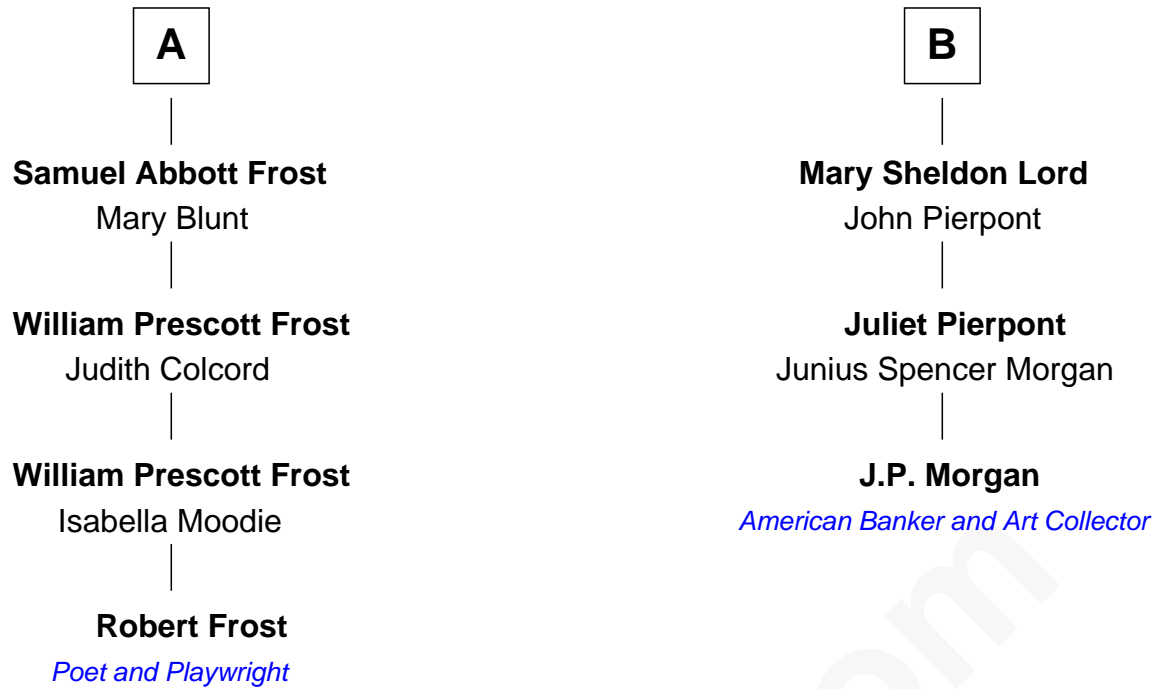 A
Samuel Abbott Frost
Mary Blunt
William Prescott Frost
Judith Colcord
William Prescott Frost
Isabella Moodie
Robert Frost
Poet and Playwright
B
Mary Sheldon Lord
John Pierpont
Juliet Pierpont
Junius Spencer Morgan
J.P. Morgan
American Banker and Art Collector
om